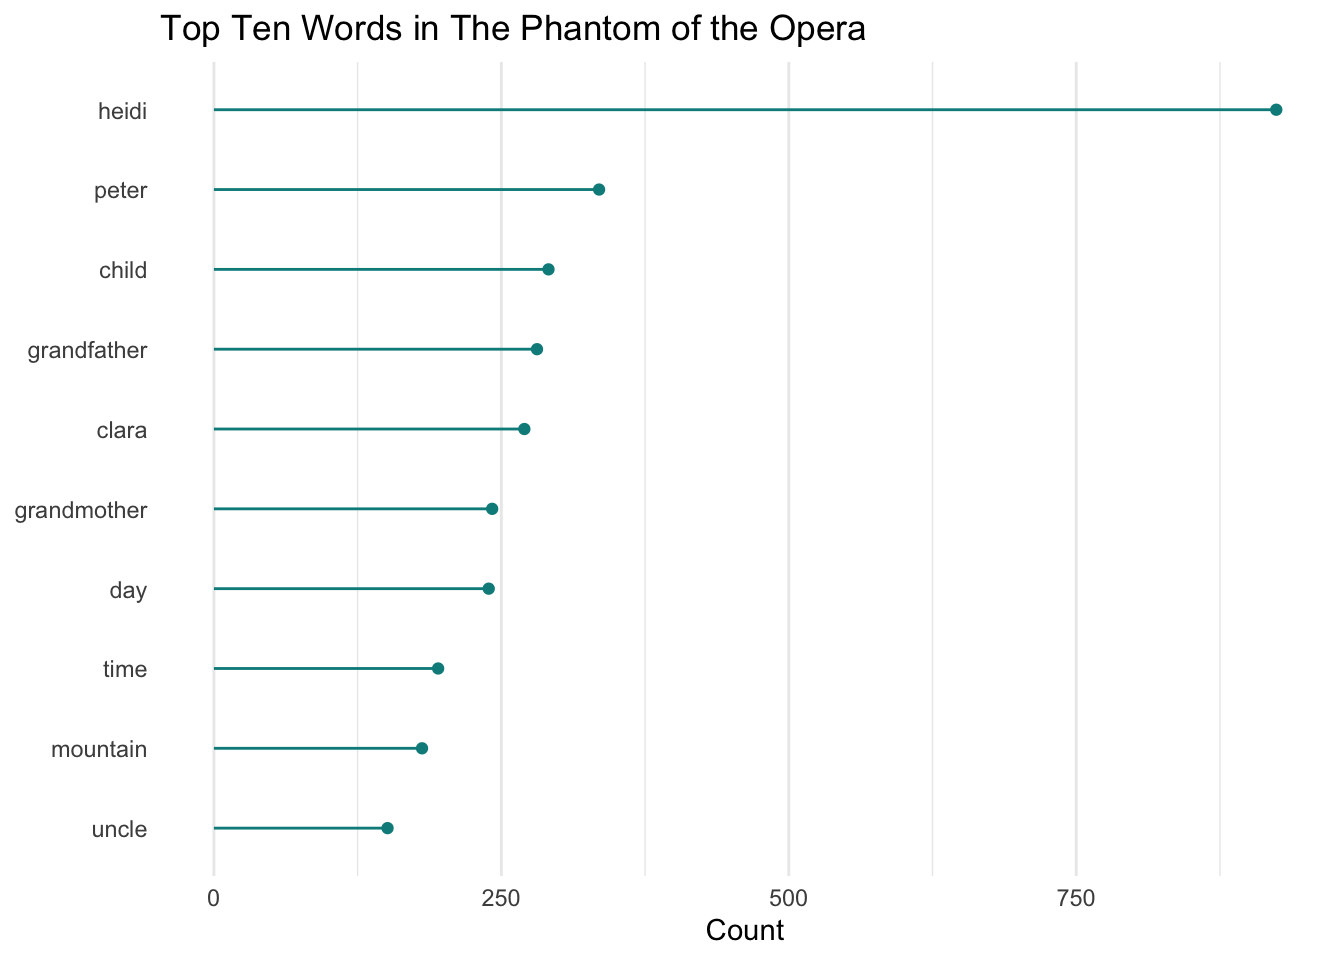 Top Ten Words in The Phantom of the Opera
heidi
peter
child
grandfather
clara
grandmother
day
time
mountain
uncle
0 250 500 750
Count